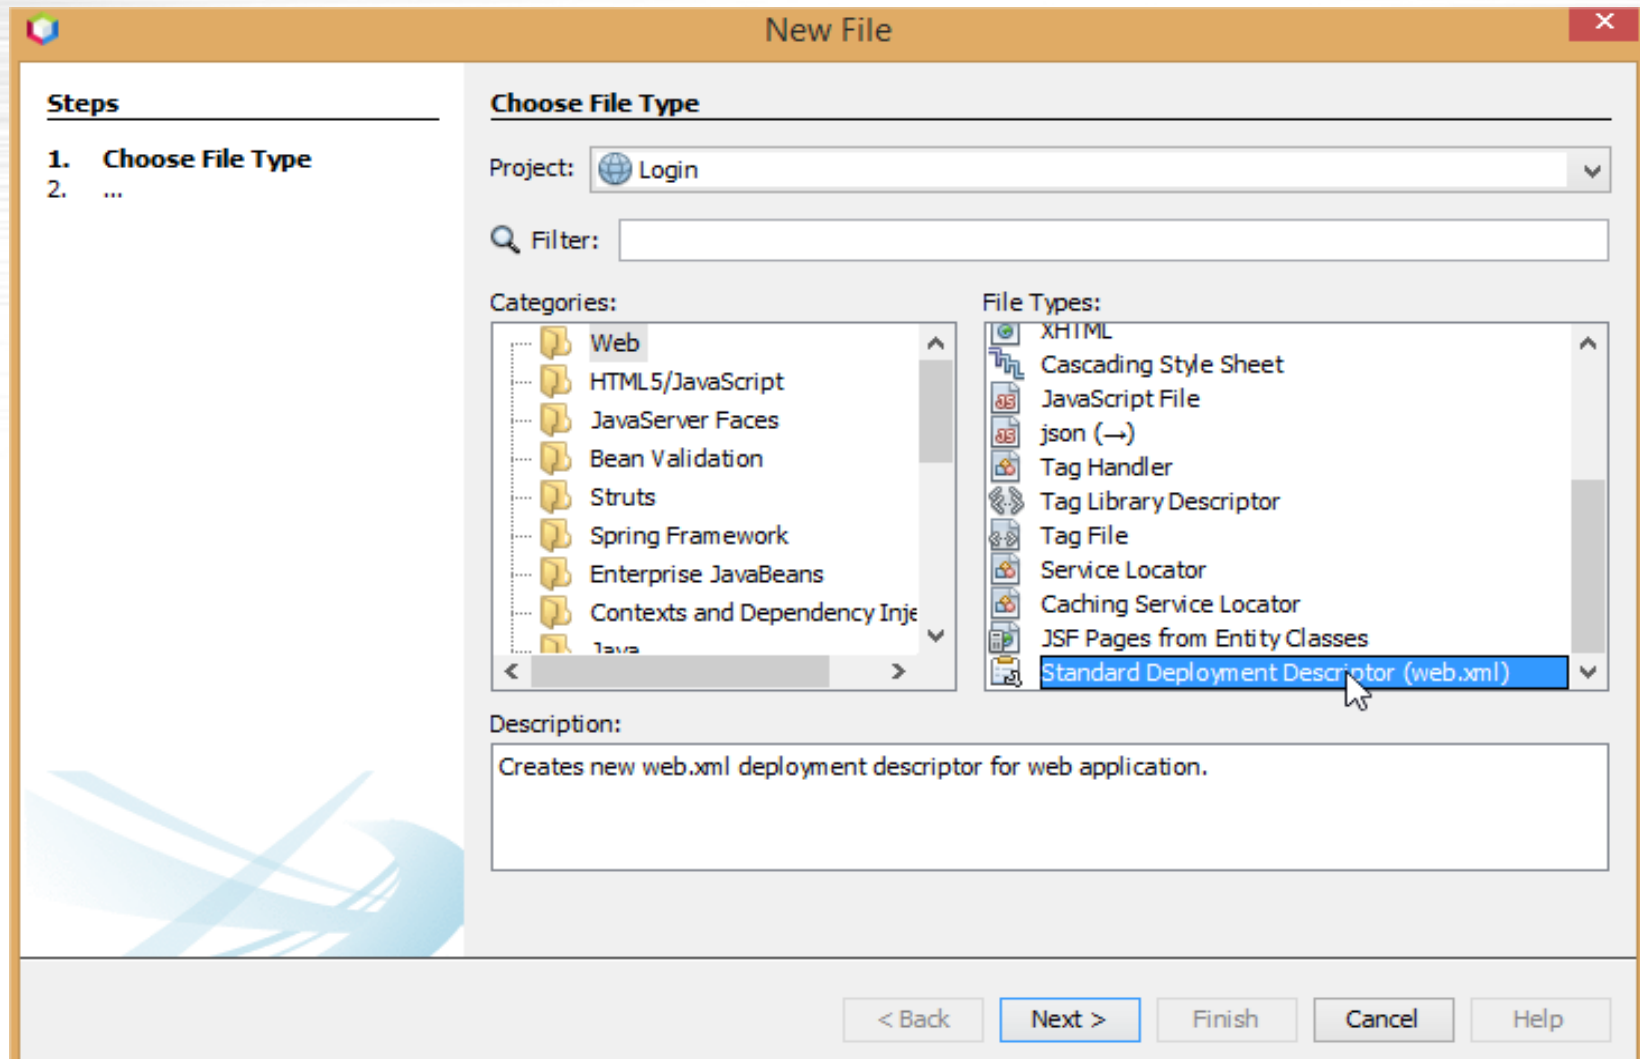 New File
Steps
1. Choose File Type
2. ...
Choose File Type
Project: Login
Filter:
Categories:
Web
HTML5/JavaScript
JavaServer Faces
Bean Validation
Struts
Spring Framework
Enterprise JavaBeans
Contexts and Dependency Inje
Java
File Types:
XHTML
Cascading Style Sheet
JavaScript File
json (→)
Tag Handler
Tag Library Descriptor
Tag File
Service Locator
Caching Service Locator
JSF Pages from Entity Classes
Standard Deployment Descriptor (web.xml)
Description:
Creates new web.xml deployment descriptor for web application.
< Back Next > Finish Cancel Help